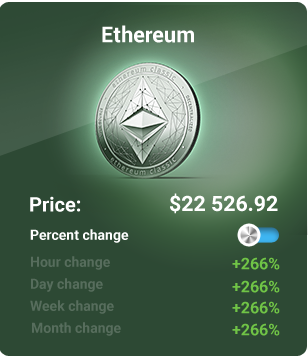 Ethereum
ethereum classic
DECENTRALIZED
ethereum classic
Price: $22 526.92
Percent change
Hour change +266%
Day change +266%
Week change +266%
Month change +266%